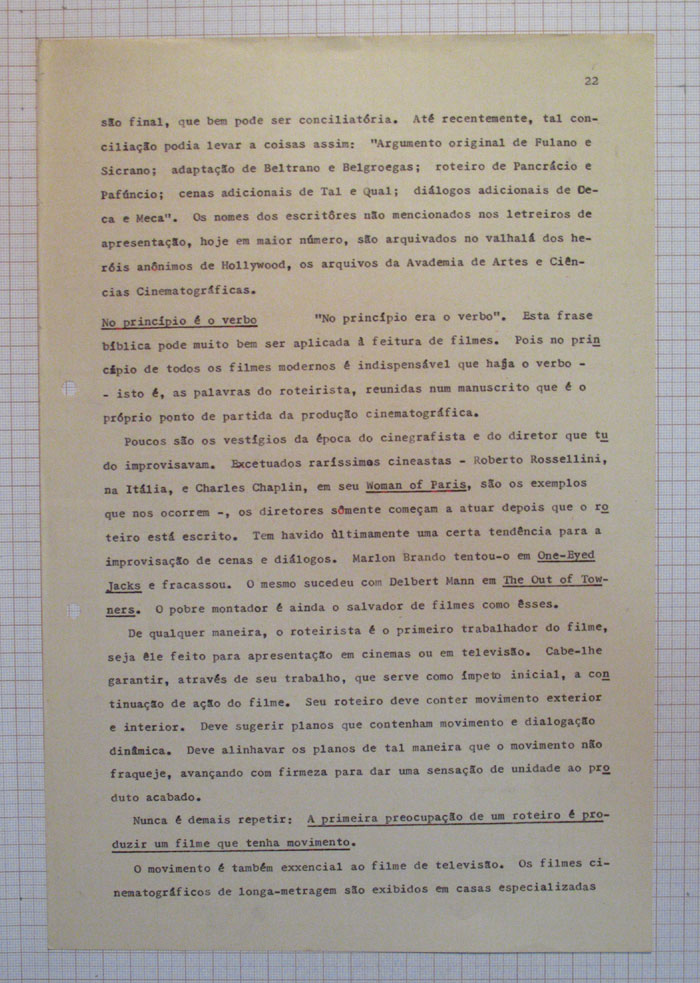 22
são final, que bem pode ser conciliatória. Até recentemente, tal con-
ciliação podia levar a coisas assim: "Argumento original de Fulano e
Sicrano; adaptação de Beltrano e Belgroegas; roteiro de Pancrácio e
Pafúncio; cenas adicionais de Tal e Qual; diálogos adicionais de Ce-
ca e Meca". Os nomes dos escritôres não mencionados nos letreiros de
apresentação, hoje em maior número, são arquivados no valhalá dos he-
róis anônimos de Hollywood, os arquivos da Avademia de Artes e Ciên-
cias Cinematográficas.
No princípio é o verbo "No princípio era o verbo". Esta frase
bíblica pode muito bem ser aplicada à feitura de filmes. Pois no prin
cípio de todos os filmes modernos é indispensável que haja o verbo -
- isto é, as palavras do roteirista, reunidas num manuscrito que é o
próprio ponto de partida da produção cinematográfica.
Poucos são os vestígios da época do cinegrafista e do diretor que tu
do improvisavam. Excetuados raríssimos cineastas - Roberto Rossellini,
na Itália, e Charles Chaplin, em seu Woman of Paris, são os exemplos
que nos ocorrem -, os diretores sòmente começam a atuar depois que o ro
teiro está escrito. Tem havido ùltimamente uma certa tendência para a
improvisação de cenas e diálogos. Marlon Brando tentou-o em One-Eyed
Jacks e fracassou. O mesmo sucedeu com Delbert Mann em The Out of Tow-
ners. O pobre montador é ainda o salvador de filmes como êsses.
De qualquer maneira, o roteirista é o primeiro trabalhador do filme,
seja êle feito para apresentação em cinemas ou em televisão. Cabe-lhe
garantir, através de seu trabalho, que serve como ímpeto inicial, a con
tinuação de ação do filme. Seu roteiro deve conter movimento exterior
e interior. Deve sugerir planos que contenham movimento e dialogação
dinâmica. Deve alinhavar os planos de tal maneira que o movimento não
fraqueje, avançando com firmeza para dar uma sensação de unidade ao pro
duto acabado.
Nunca é demais repetir: A primeira preocupação de um roteiro é pro-
duzir um filme que tenha movimento.
O movimento é também exxencial ao filme de televisão. Os filmes ci-
nematográficos de longa-metragem são exibidos em casas especializadas